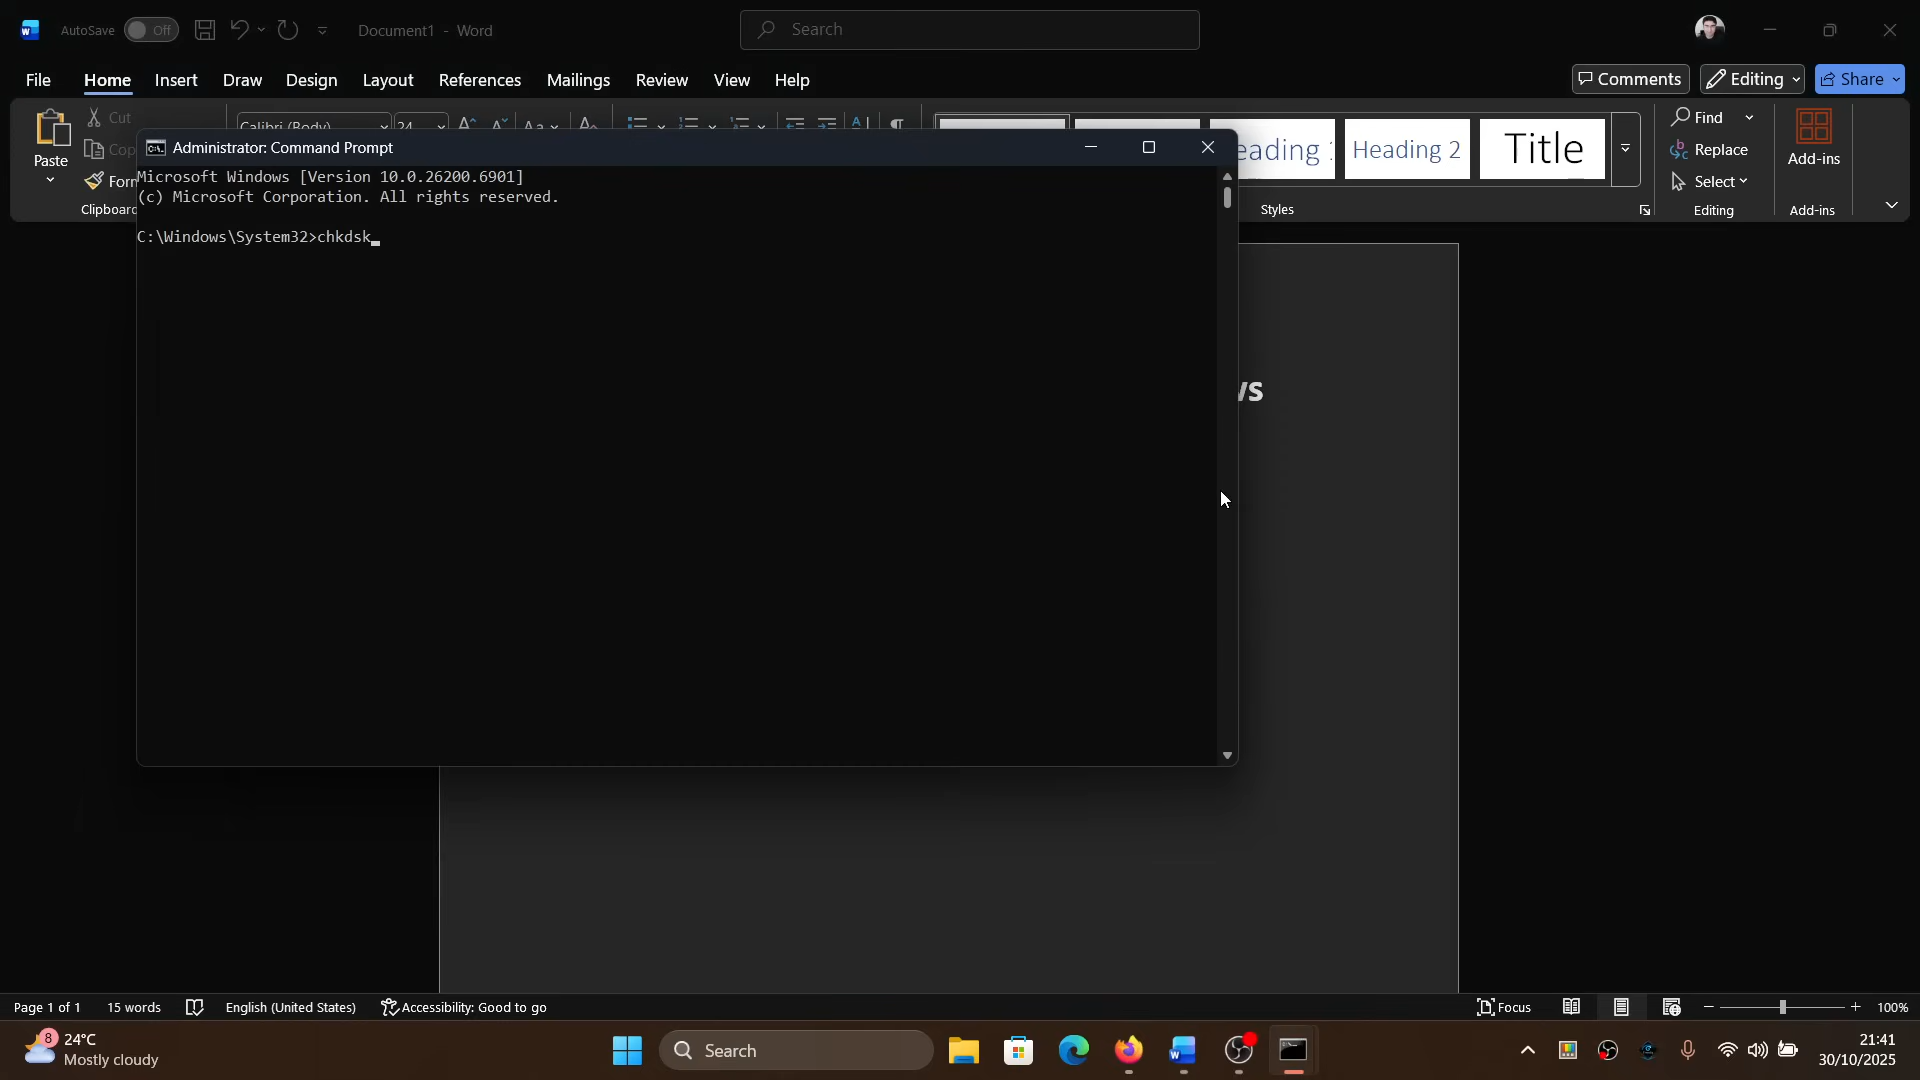 AutoSave Off Document1 - Word Search
File Home Insert Draw Design Layout References Mailings Review View Help Comments Editing Share
Paste Cut
Clipboard
Calibri (Body) 24
Heading 2 Title
Styles
Find
Replace
Select
Editing
Add-ins
Add-ins
Administrator: Command Prompt
Microsoft Windows [Version 10.0.26200.6901]
(c) Microsoft Corporation. All rights reserved.
C:\Windows\System32>chkdsk
Page 1 of 1 15 words English (United States) Accessibility: Good to go Focus 100%
8 24°C
Mostly cloudy
Search
21:41
30/10/2025